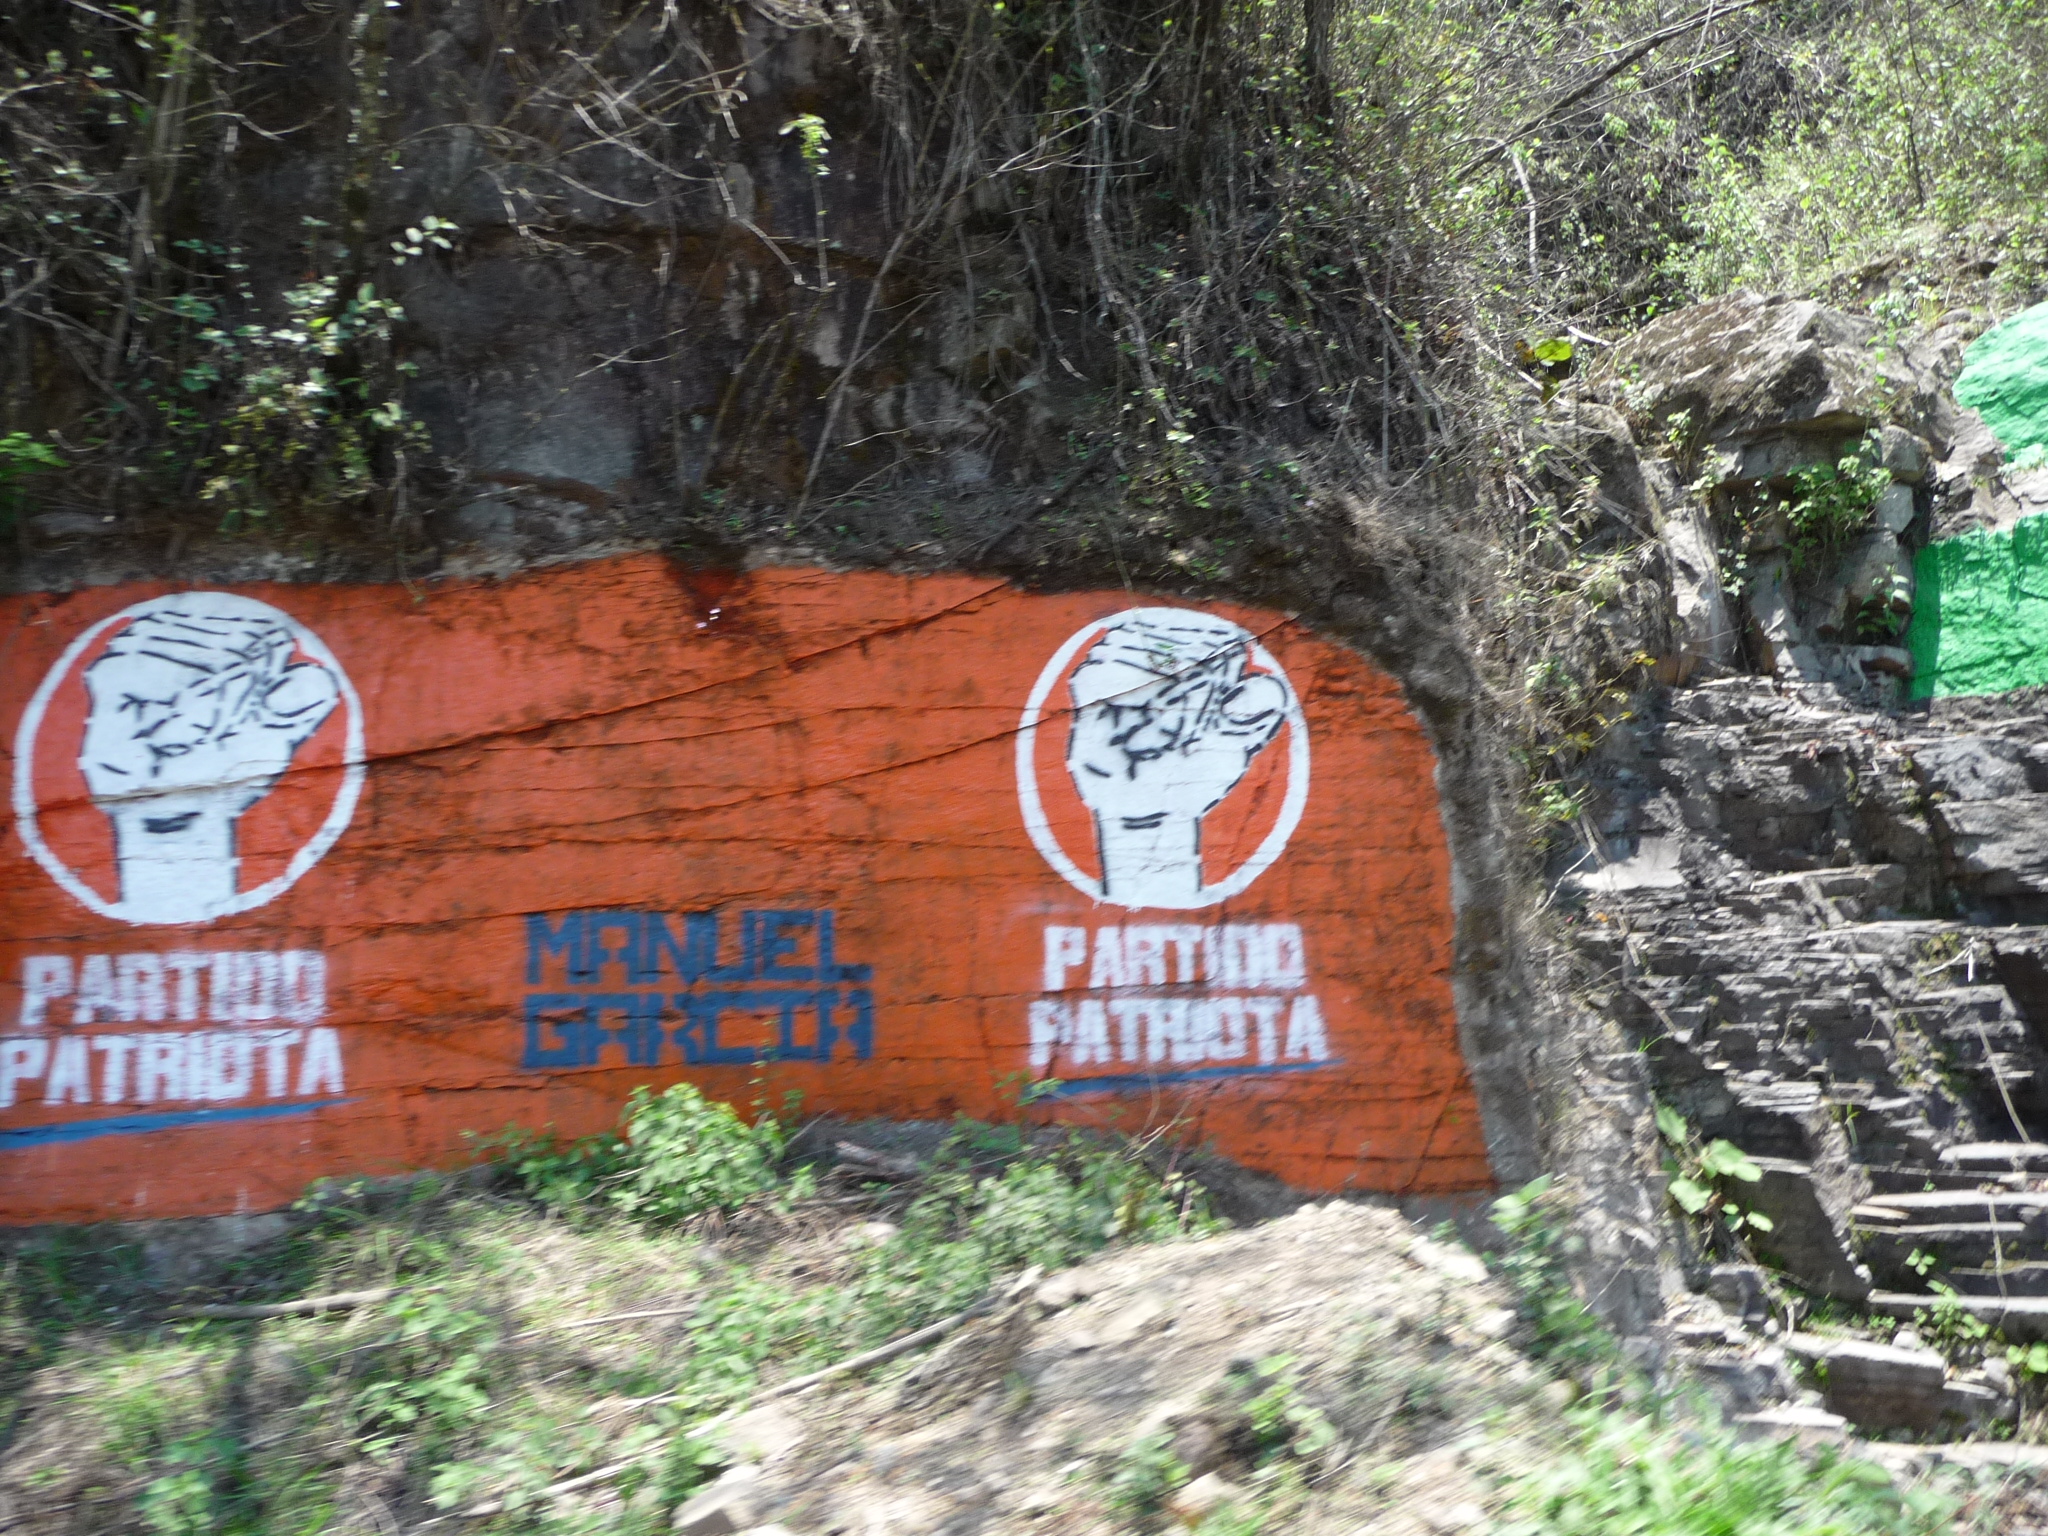 PARTIDO
PATRIOTA
MANUEL
GARCIA
PARTIDO
PATRIOTA